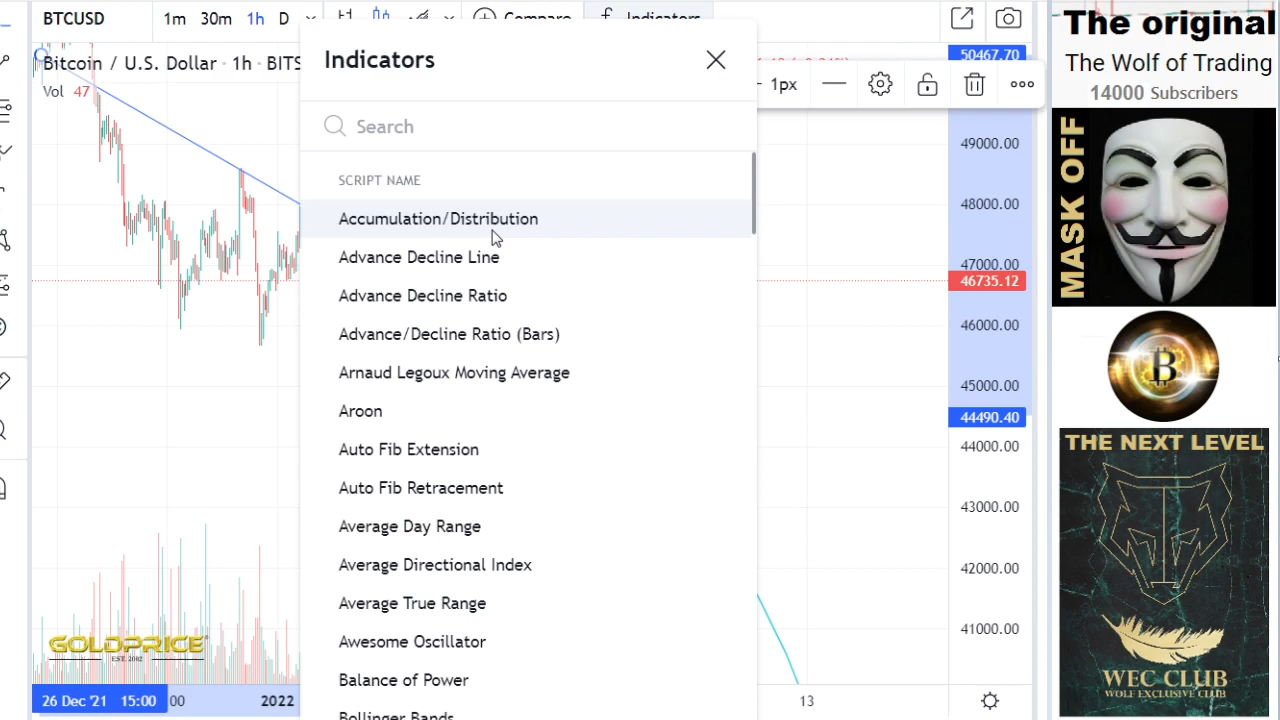 BTCUSD
1m 30m 1h D
Compare
Indicators
Bitcoin / U.S. Dollar · 1h · BITS
Vol 47
Indicators
Search
SCRIPT NAME
Accumulation/Distribution
Advance Decline Line
Advance Decline Ratio
Advance/Decline Ratio (Bars)
Arnaud Legoux Moving Average
Aroon
Auto Fib Extension
Auto Fib Retracement
Average Day Range
Average Directional Index
Average True Range
Awesome Oscillator
Balance of Power
Bollinger Bands
1px
50467.70
49000.00
48000.00
47000.00
46735.12
46000.00
45000.00
44490.40
44000.00
43000.00
42000.00
41000.00
GOLDPRICE
EST. 2002
26 Dec '21 15:00
:00
2022
13
The original
The Wolf of Trading
14000 Subscribers
MASK OFF
B
THE NEXT LEVEL
WEC CLUB
WOLF EXCLUSIVE CLUB